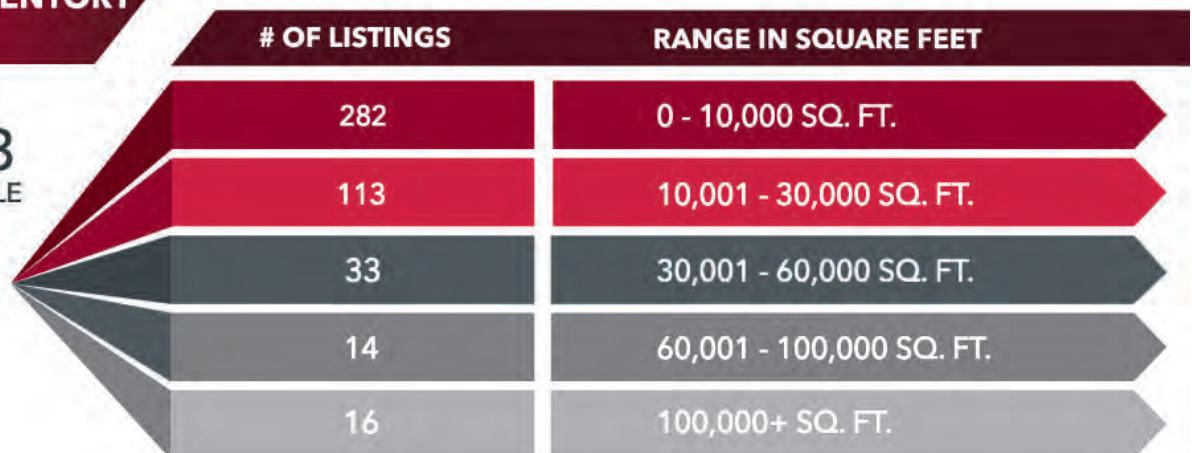 # OF LISTINGS RANGE IN SQUARE FEET
282 0 - 10,000 SQ. FT.
113 10,001 - 30,000 SQ. FT.
33 30,001 - 60,000 SQ. FT.
14 60,001 - 100,000 SQ. FT.
16 100,000+ SQ. FT.